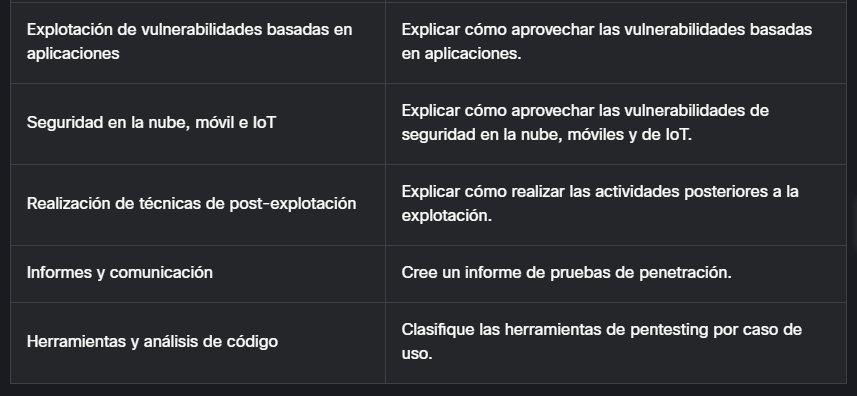 Explotación de vulnerabilidades basadas en
aplicaciones
Explicar cómo aprovechar las vulnerabilidades basadas
en aplicaciones.
Seguridad en la nube, móvil e IoT
Explicar cómo aprovechar las vulnerabilidades de
seguridad en la nube, móviles y de IoT.
Realización de técnicas de post-explotación
Explicar cómo realizar las actividades posteriores a la
explotación.
Informes y comunicación
Cree un informe de pruebas de penetración.
Herramientas y análisis de código
Clasifique las herramientas de pentesting por caso de
uso.